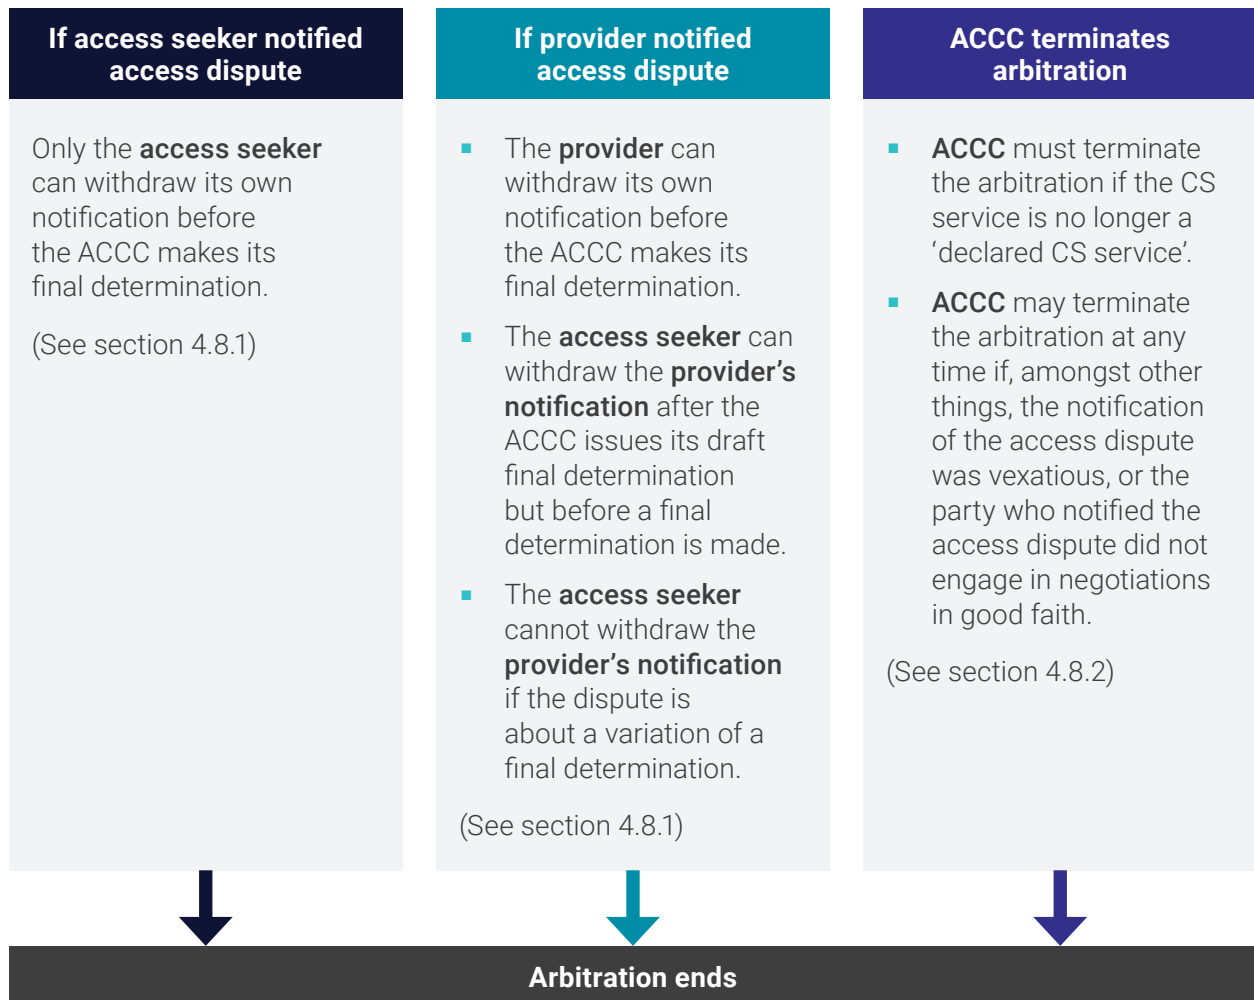 If access seeker notified
access dispute
Only the access seeker
can withdraw its own
notification before
the ACCC makes its
final determination.
(See section 4.8.1)
If provider notified
access dispute
▪ The provider can
withdraw its own
notification before
the ACCC makes its
final determination.
▪ The access seeker can
withdraw the provider’s
notification after the
ACCC issues its draft
final determination
but before a final
determination is made.
▪ The access seeker
cannot withdraw the
provider’s notification
if the dispute is
about a variation of a
final determination.
(See section 4.8.1)
ACCC terminates
arbitration
▪ ACCC must terminate
the arbitration if the CS
service is no longer a
‘declared CS service’.
▪ ACCC may terminate
the arbitration at any
time if, amongst other
things, the notification
of the access dispute
was vexatious, or the
party who notified the
access dispute did not
engage in negotiations
in good faith.
(See section 4.8.2)
Arbitration ends